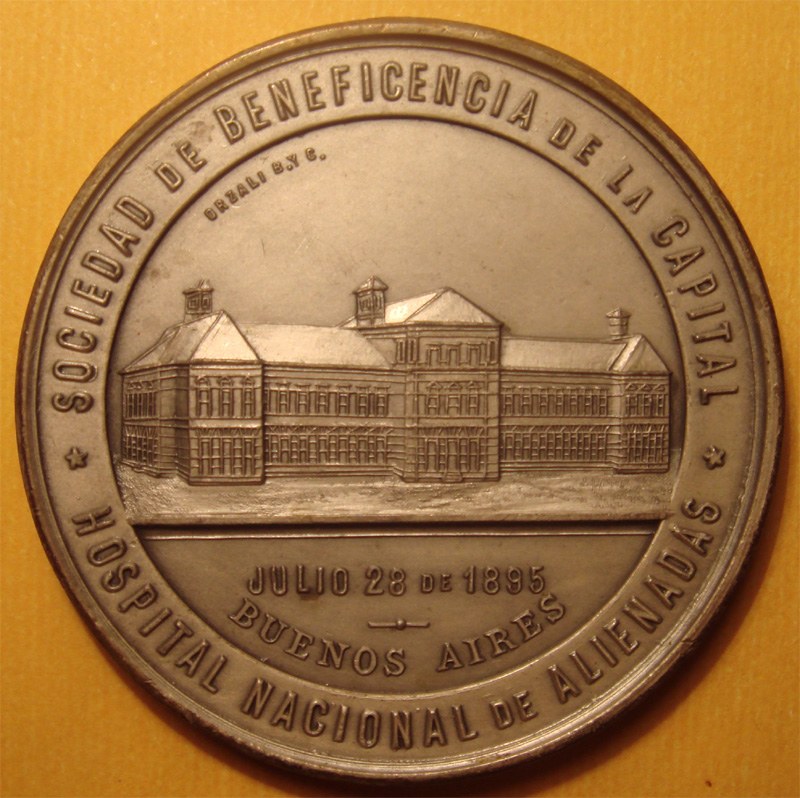 SOCIEDAD DE BENEFICENCIA DE LA CAPITAL
ORZALI B. Y C.
JULIO 28 DE 1895
BUENOS AIRES
HOSPITAL NACIONAL DE ALIENADAS